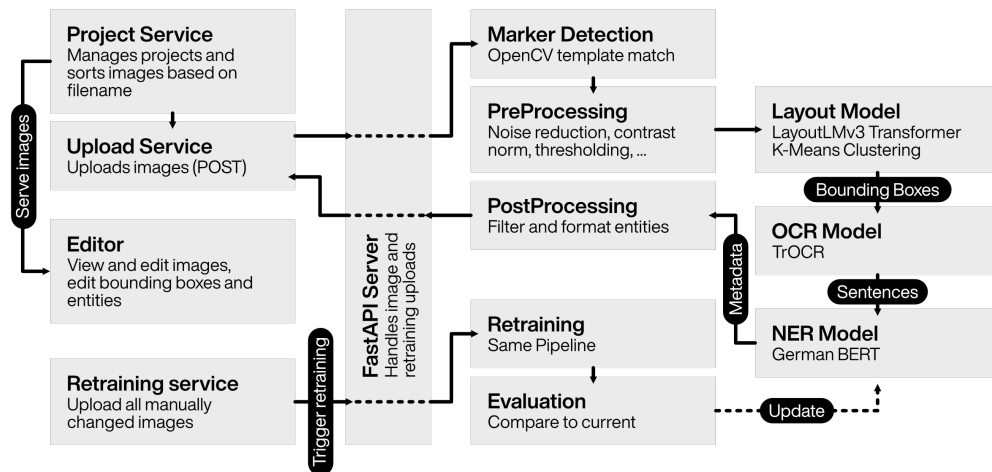 Project Service
Manages projects and
sorts images based on
filename
Upload Service
Uploads images (POST)
Serve images
Editor
View and edit images,
edit bounding boxes and
entities
Retraining service
Upload all manually
changed images
Trigger retraining
FastAPI Server
Handles image and
retraining uploads
Marker Detection
OpenCV template match
PreProcessing
Noise reduction, contrast
norm, thresholding, ...
PostProcessing
Filter and format entities
Retraining
Same Pipeline
Evaluation
Compare to current
Layout Model
LayoutLMv3 Transformer
K-Means Clustering
Bounding Boxes
OCR Model
TrOCR
Sentences
NER Model
German BERT
Metadata
Update